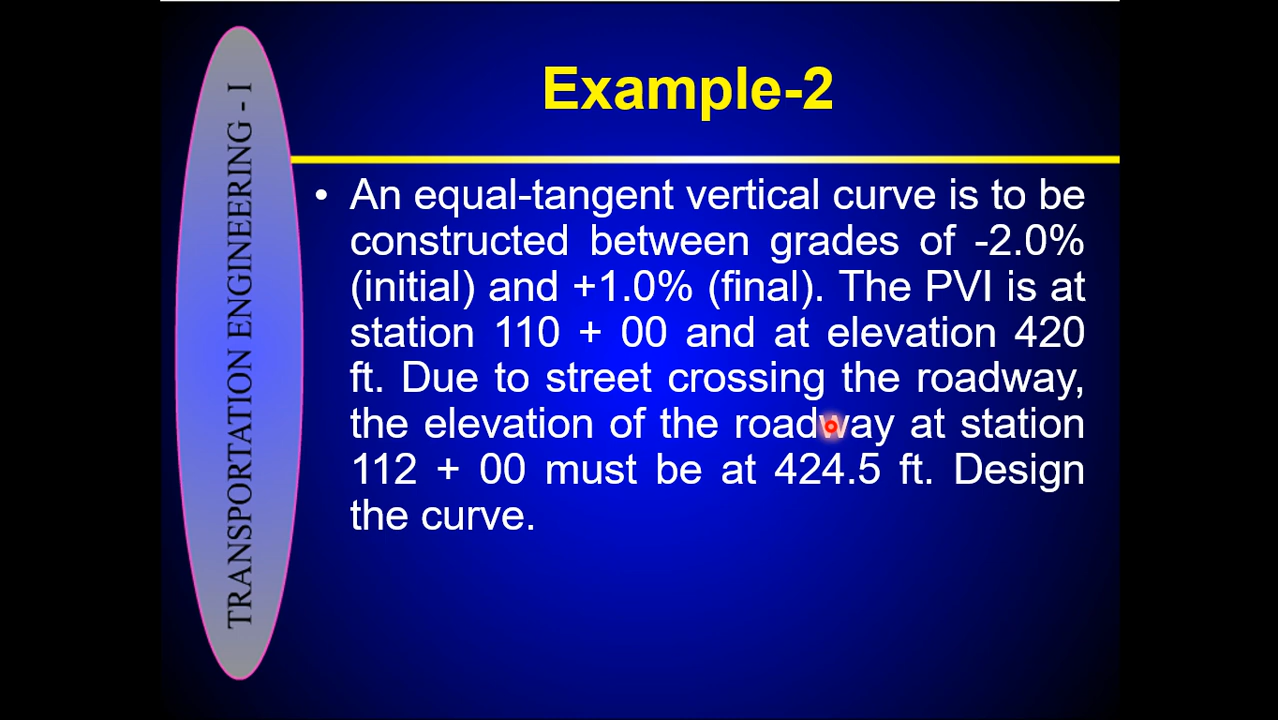 Example-2
TRANSPORTATION ENGINEERING - I
• An equal-tangent vertical curve is to be
constructed between grades of -2.0%
(initial) and +1.0% (final). The PVI is at
station 110 + 00 and at elevation 420
ft. Due to street crossing the roadway,
the elevation of the roadway at station
112 + 00 must be at 424.5 ft. Design
the curve.